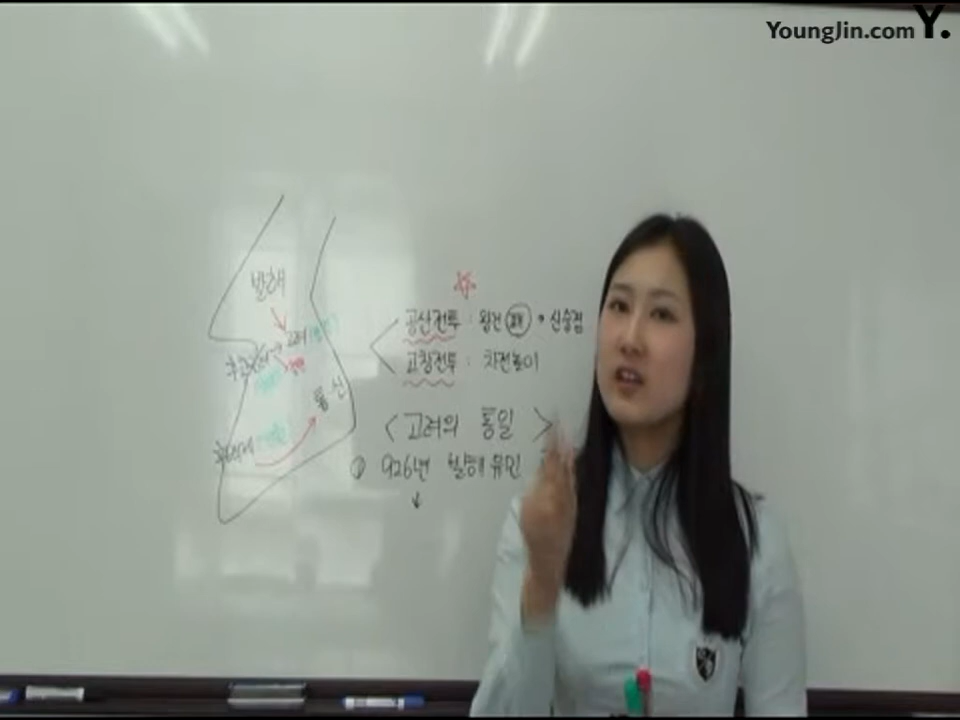 YoungJin.com Y.
발해
고려
통신
공산전투 : 왕건 패 • 신숭겸
고창전투 : 차전놀이
< 고려의 통일 >
① 926년 발해 유민
↓